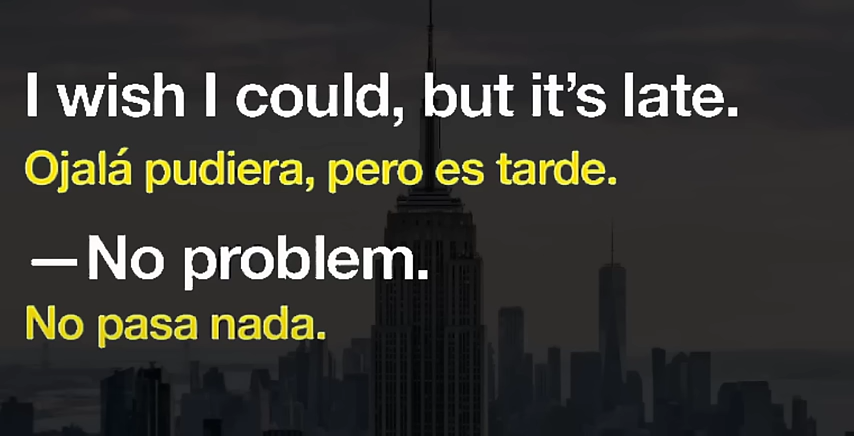 I wish I could, but it’s late.
Ojalá pudiera, pero es tarde.
—No problem.
No pasa nada.